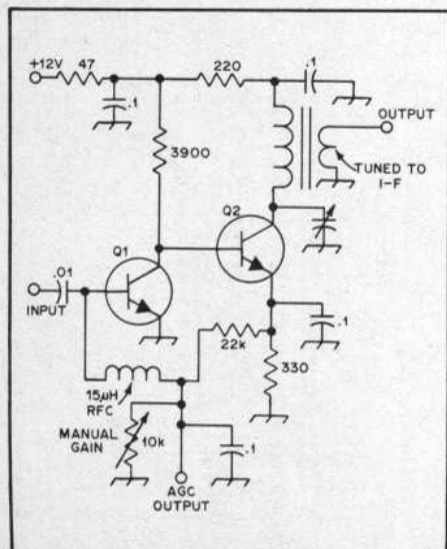 +12V
47
.1
220
.1
3900
OUTPUT
TUNED TO
I-F
Q1
Q2
.01
INPUT
22k
.1
330
15µH
RFC
MANUAL
GAIN
10k
.1
AGC
OUTPUT